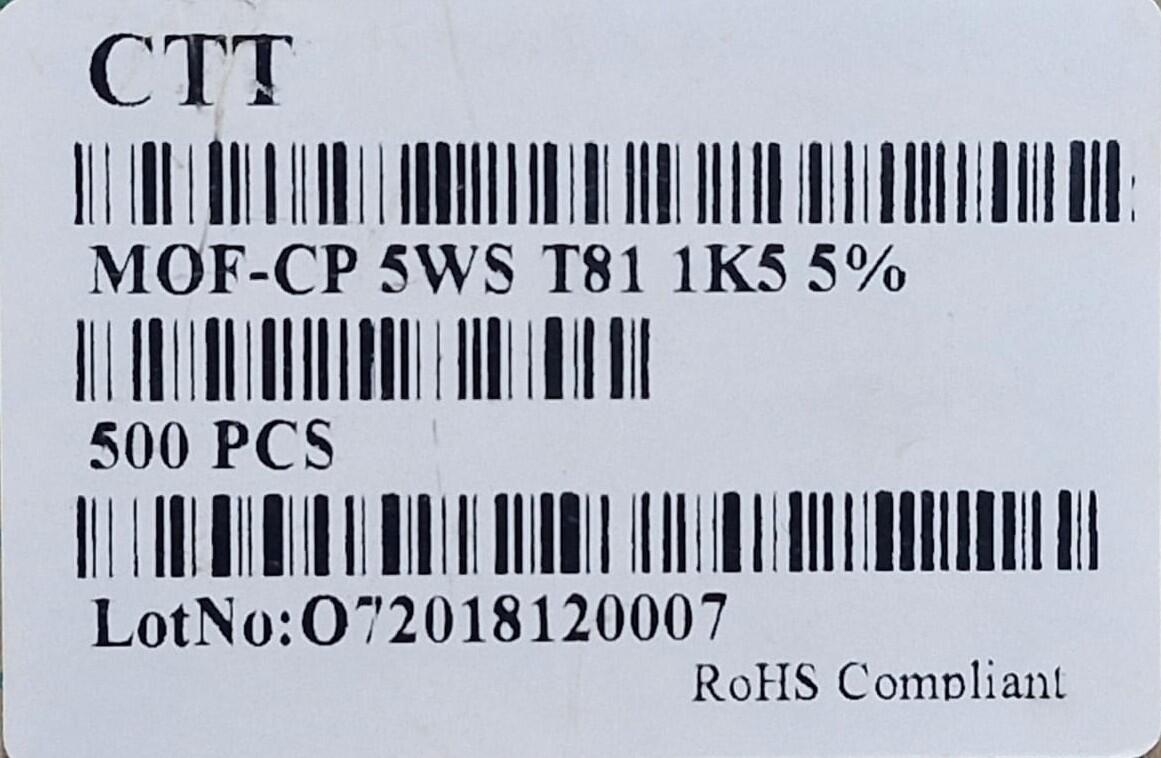 CTT
MOF-CP 5WS T81 1K5 5%
500 PCS
LotNo:O72018120007
RoHS Compliant